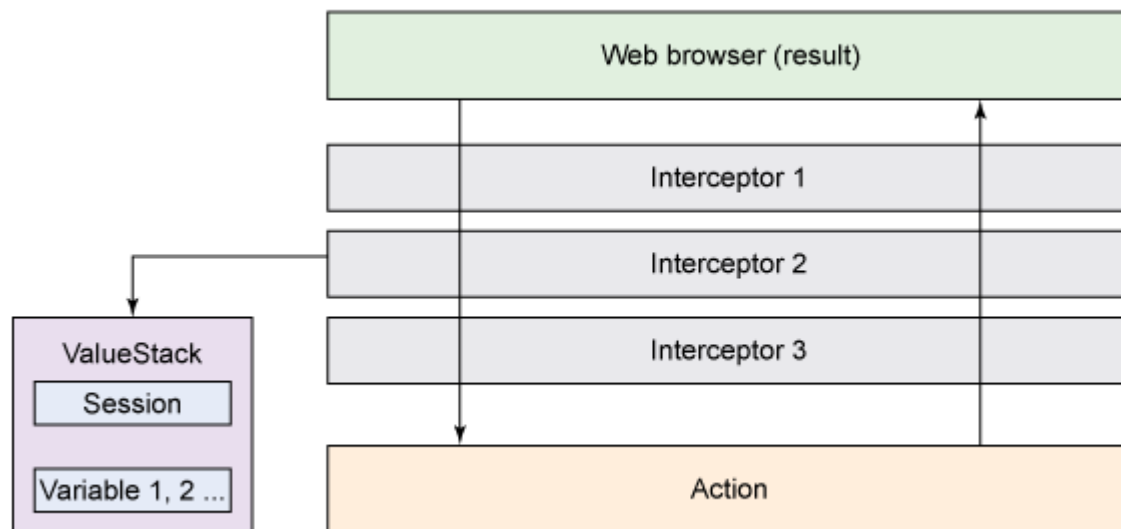 Web browser (result)
Interceptor 1
Interceptor 2
Interceptor 3
ValueStack
Session
Variable 1, 2 ...
Action